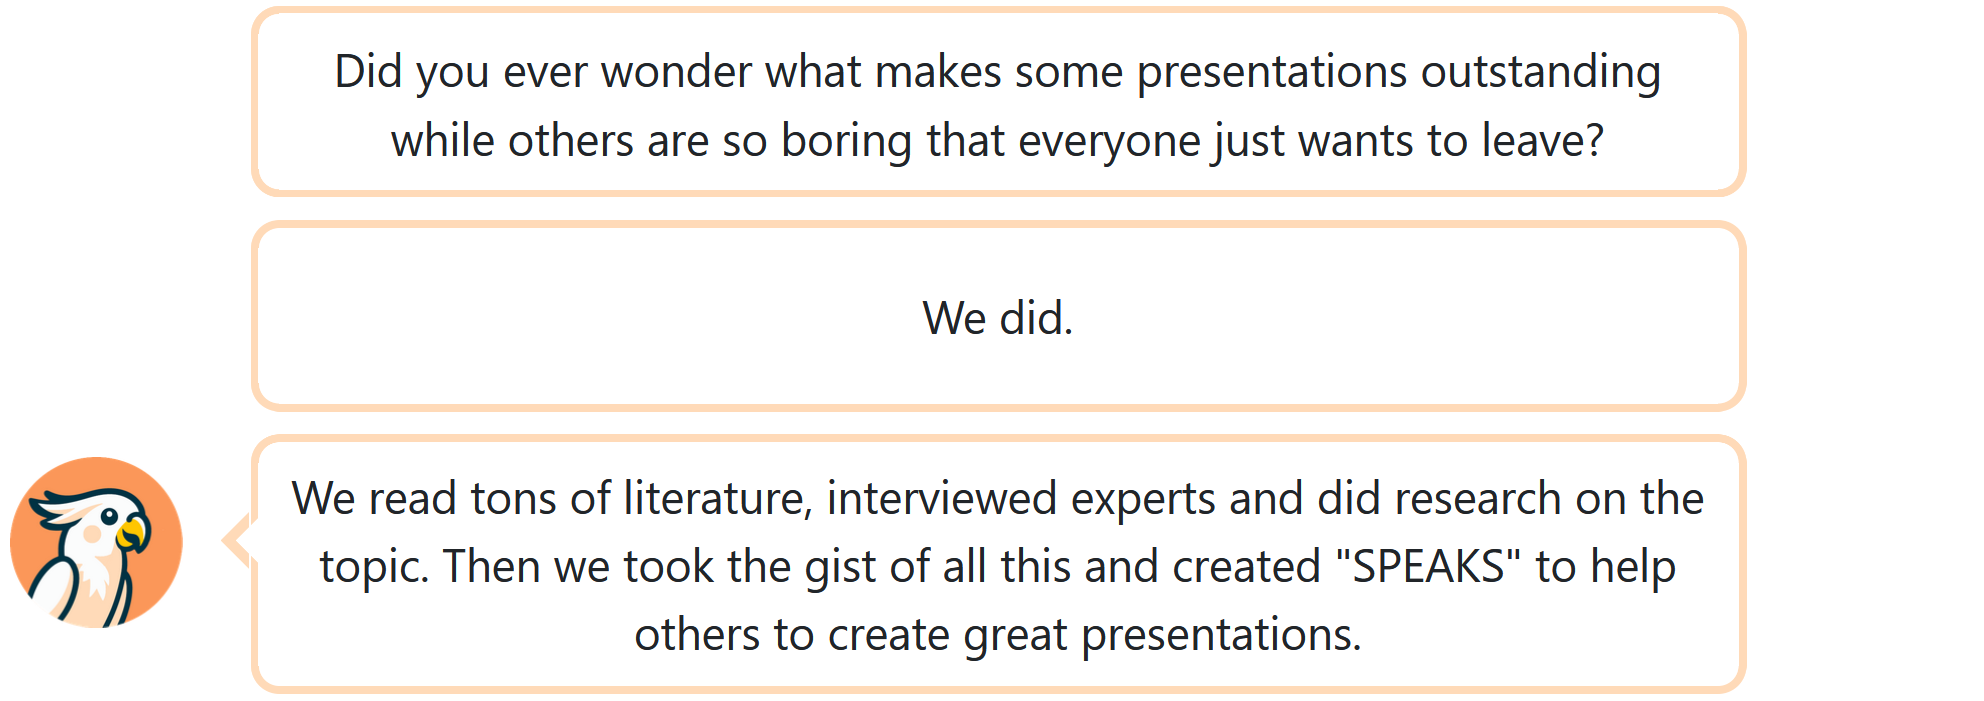 Did you ever wonder what makes some presentations outstanding
while others are so boring that everyone just wants to leave?
We did.
We read tons of literature, interviewed experts and did research on the
topic. Then we took the gist of all this and created "SPEAKS" to help
others to create great presentations.